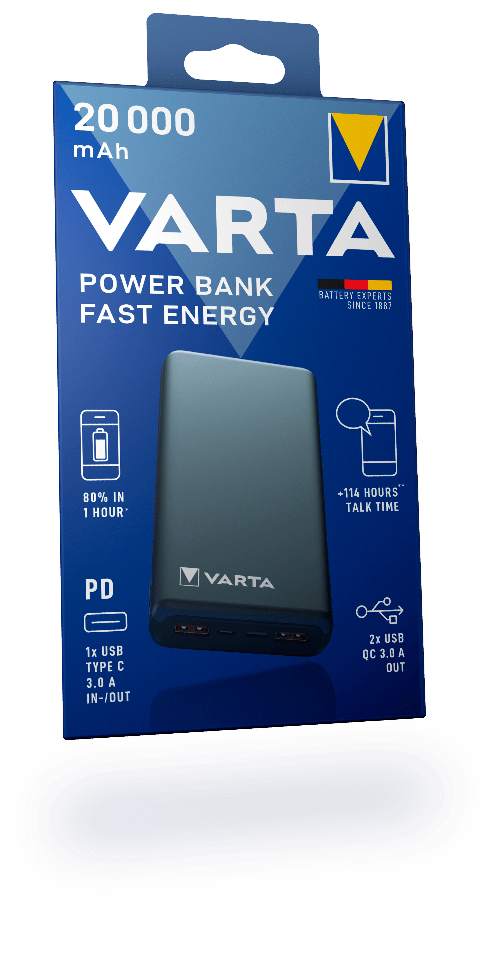 20 000
mAh
VARTA
POWER BANK
FAST ENERGY
BATTERY EXPERTS
SINCE 1887
80% IN
1 HOUR*
+114 HOURS**
TALK TIME
VARTA
PD
1x USB
TYPE C
3.0 A
IN-/OUT
2x USB
QC 3.0 A
OUT